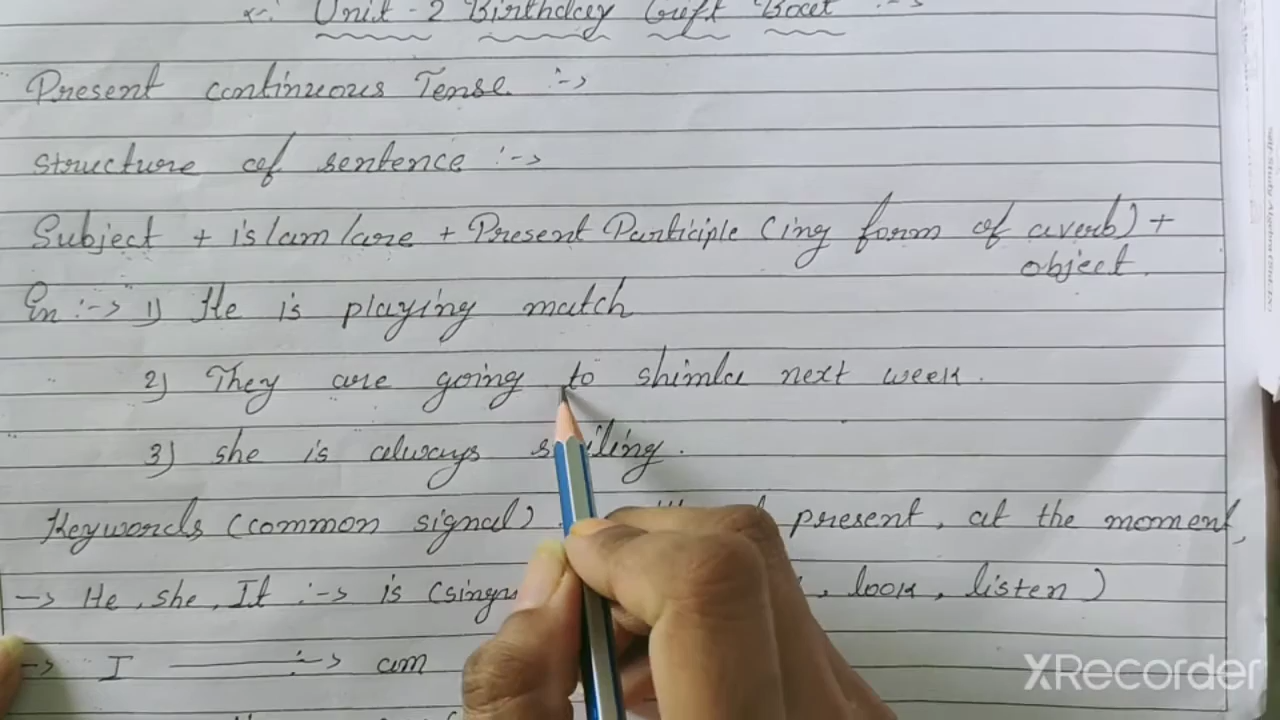 Unit - 2 Birthday Gift Boat :->
Present continuous Tense :->
structure of sentence :->
Subject + is/am/are + Present Participle (ing form of a verb) +
object.
Ex :-> 1) He is playing match
2) They are going to shimla next week.
3) she is always smiling.
Keywords (common signal) present, at the moment,
-> He, she, It :-> is ( , look, listen)
-> I :-> am
XRecorder